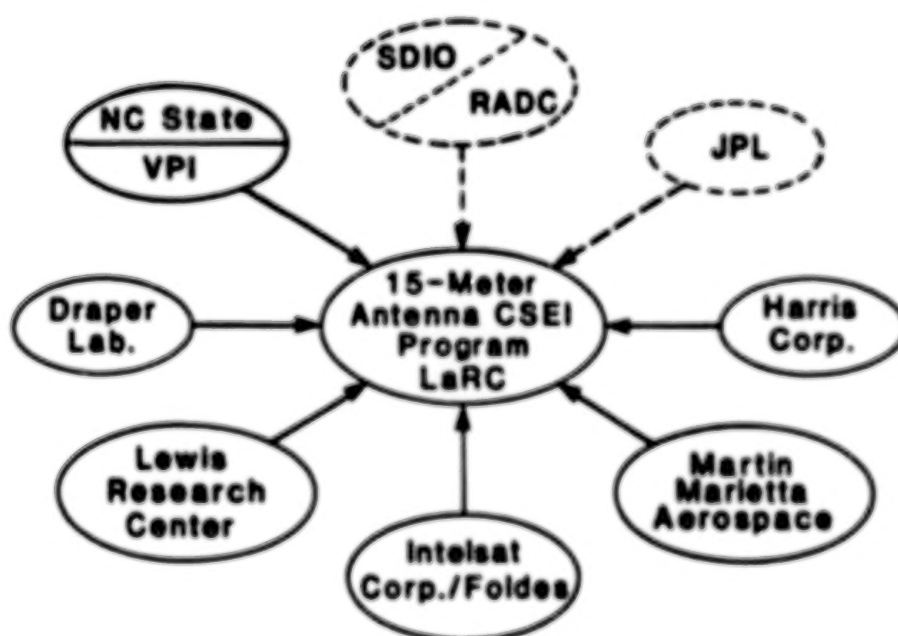 SDIO
RADC
NC State
VPI
JPL
15-Meter
Antenna CSEI
Program
LaRC
Draper
Lab.
Harris
Corp.
Lewis
Research
Center
Martin
Marietta
Aerospace
Intelsat
Corp./Foldes